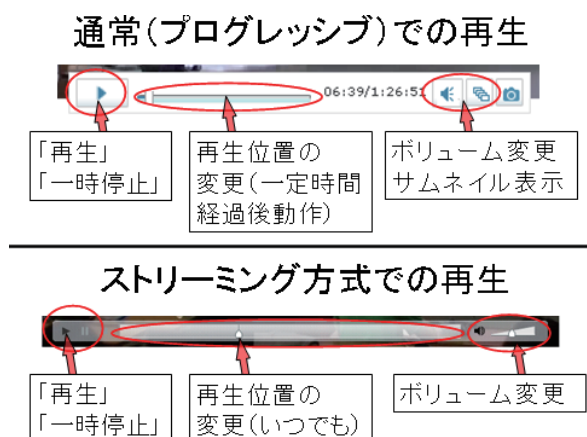 通常(プログレッシブ)での再生
06:39/1:26:51
「再生」
「一時停止」
再生位置の
変更(一定時間
経過後動作)
ボリューム変更
サムネイル表示
ストリーミング方式での再生
「再生」
「一時停止」
再生位置の
変更(いつでも)
ボリューム変更